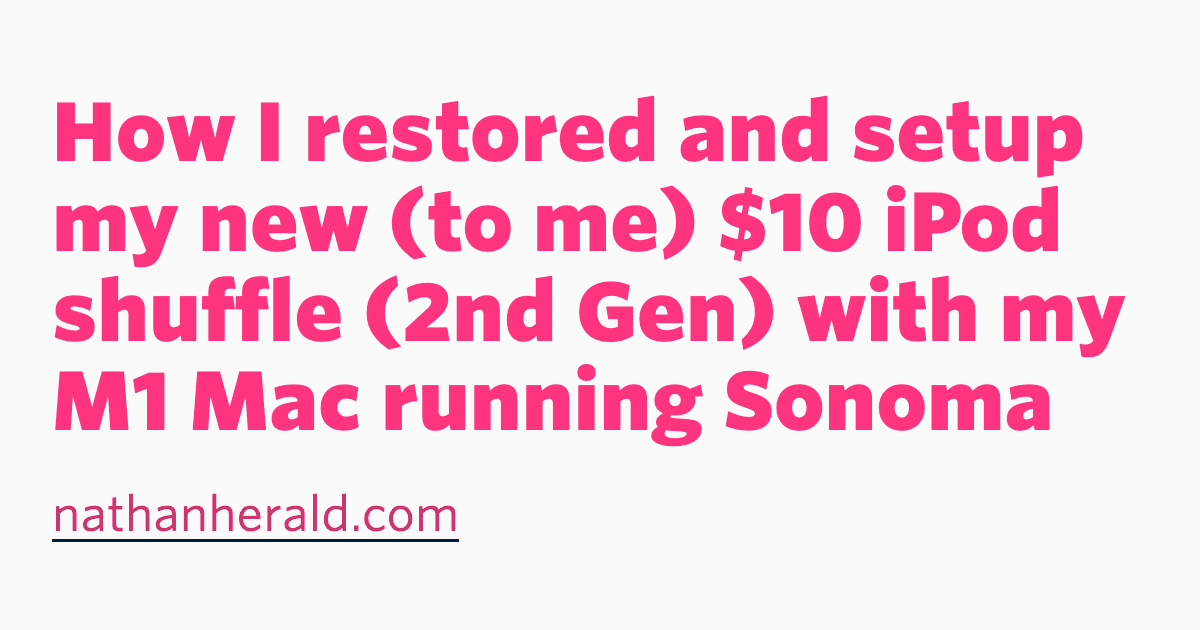 How I restored and setup
my new (to me) $10 iPod
shuffle (2nd Gen) with my
M1 Mac running Sonoma
nathanherald.com